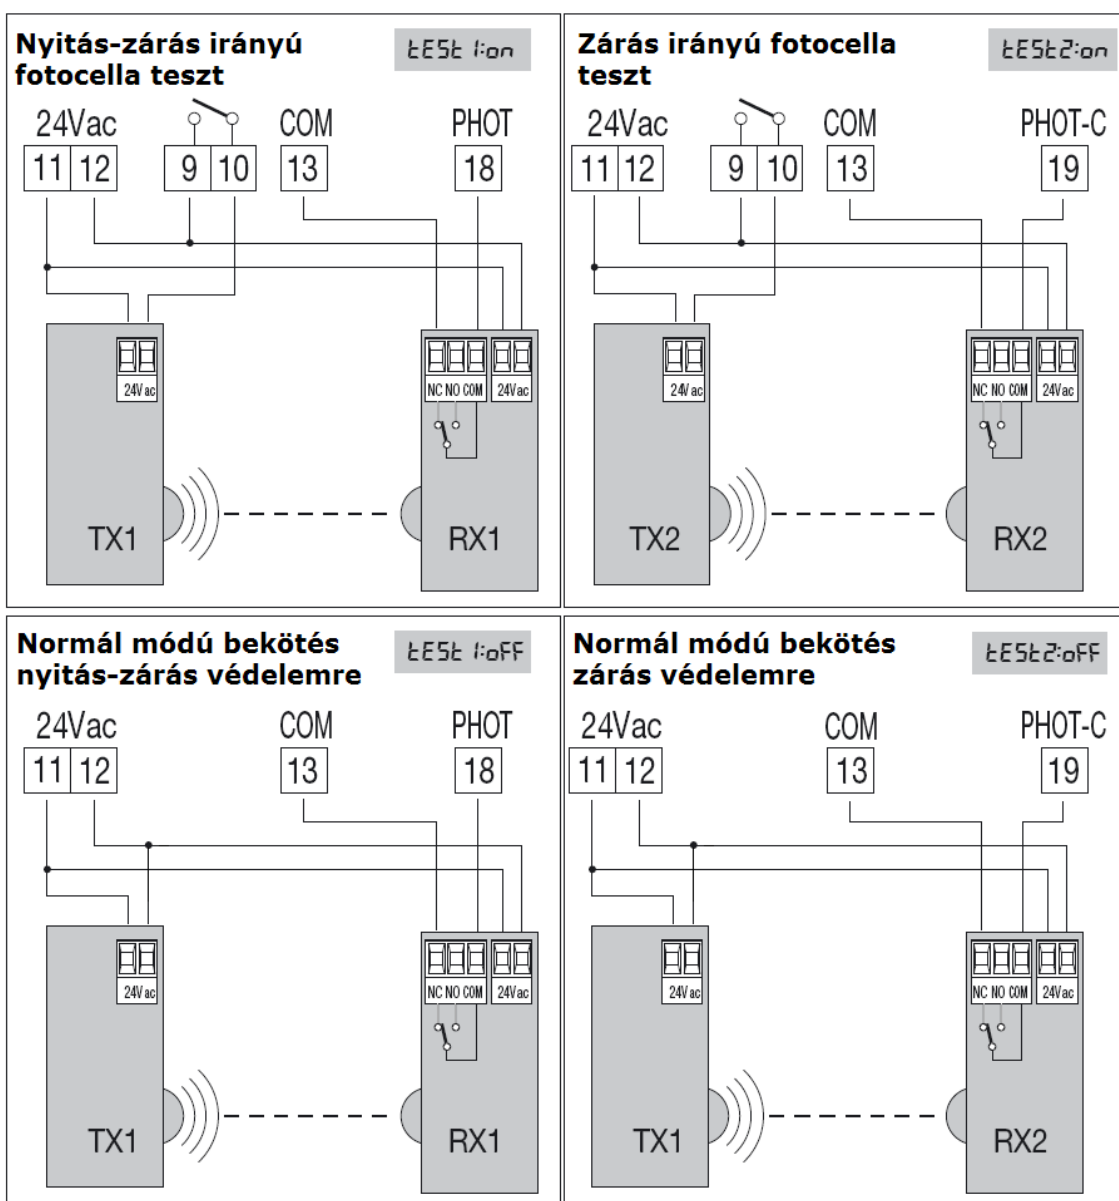 Nyitás-zárás irányú
fotocella teszt
tESt 1:on
24Vac
COM
PHOT
11 12
9 10
13
18
24Vac
NC NO COM
24Vac
TX1
RX1
Zárás irányú fotocella
teszt
tESt2:on
24Vac
COM
PHOT-C
11 12
9 10
13
19
24Vac
NC NO COM
24Vac
TX2
RX2
Normál módú bekötés
nyitás-zárás védelemre
tESt 1:oFF
24Vac
COM
PHOT
11 12
13
18
24Vac
NC NO COM
24Vac
TX1
RX1
Normál módú bekötés
zárás védelemre
tESt2:oFF
24Vac
COM
PHOT-C
11 12
13
19
24Vac
NC NO COM
24Vac
TX1
RX2